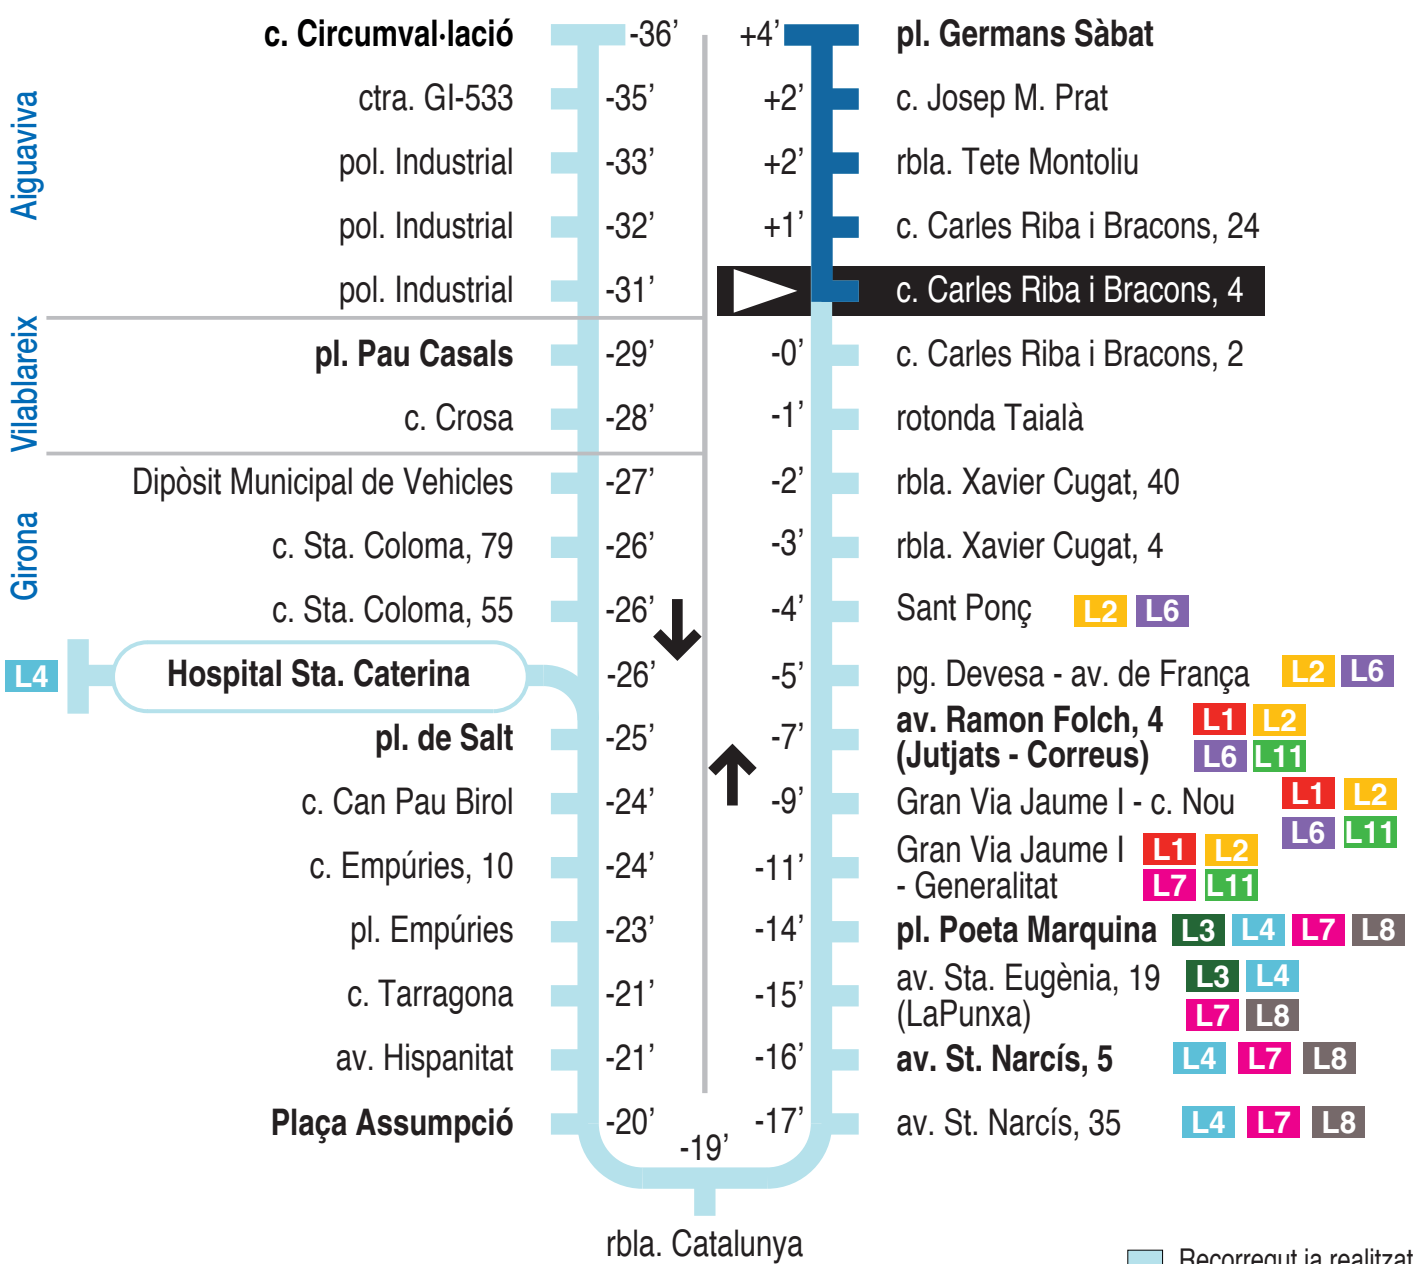 Aiguaviva
c. Circumval·lació -36’
ctra. GI-533 -35’
pol. Industrial -33’
pol. Industrial -32’
pol. Industrial -31’
Vilablareix
pl. Pau Casals -29’
c. Crosa -28’
Girona
Dipòsit Municipal de Vehicles -27’
c. Sta. Coloma, 79 -26’
c. Sta. Coloma, 55 -26’
L4 Hospital Sta. Caterina -26’
pl. de Salt -25’
c. Can Pau Birol -24’
c. Empúries, 10 -24’
pl. Empúries -23’
c. Tarragona -21’
av. Hispanitat -21’
Plaça Assumpció -20’
-19’
rbla. Catalunya
+4’ pl. Germans Sàbat
+2’ c. Josep M. Prat
+2’ rbla. Tete Montoliu
+1’ c. Carles Riba i Bracons, 24
c. Carles Riba i Bracons, 4
-0’ c. Carles Riba i Bracons, 2
-1’ rotonda Taialà
-2’ rbla. Xavier Cugat, 40
-3’ rbla. Xavier Cugat, 4
-4’ Sant Ponç L2 L6
-5’ pg. Devesa - av. de França L2 L6
-7’ av. Ramon Folch, 4 L1 L2
(Jutjats - Correus) L6 L11
-9’ Gran Via Jaume I - c. Nou L1 L2
L6 L11
-11’ Gran Via Jaume I L1 L2
- Generalitat L7 L11
-14’ pl. Poeta Marquina L3 L4 L7 L8
-15’ av. Sta. Eugènia, 19 L3 L4
(LaPunxa) L7 L8
-16’ av. St. Narcís, 5 L4 L7 L8
-17’ av. St. Narcís, 35 L4 L7 L8
Recorregut ja realitzat